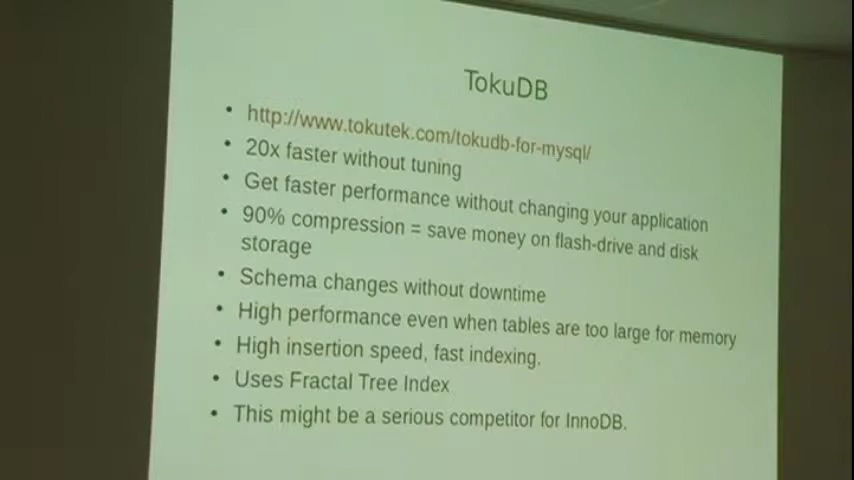 TokuDB
• http://www.tokutek.com/tokudb-for-mysql/
• 20x faster without tuning
• Get faster performance without changing your application
• 90% compression = save money on flash-drive and disk
storage
• Schema changes without downtime
• High performance even when tables are too large for memory
• High insertion speed, fast indexing.
• Uses Fractal Tree Index
• This might be a serious competitor for InnoDB.